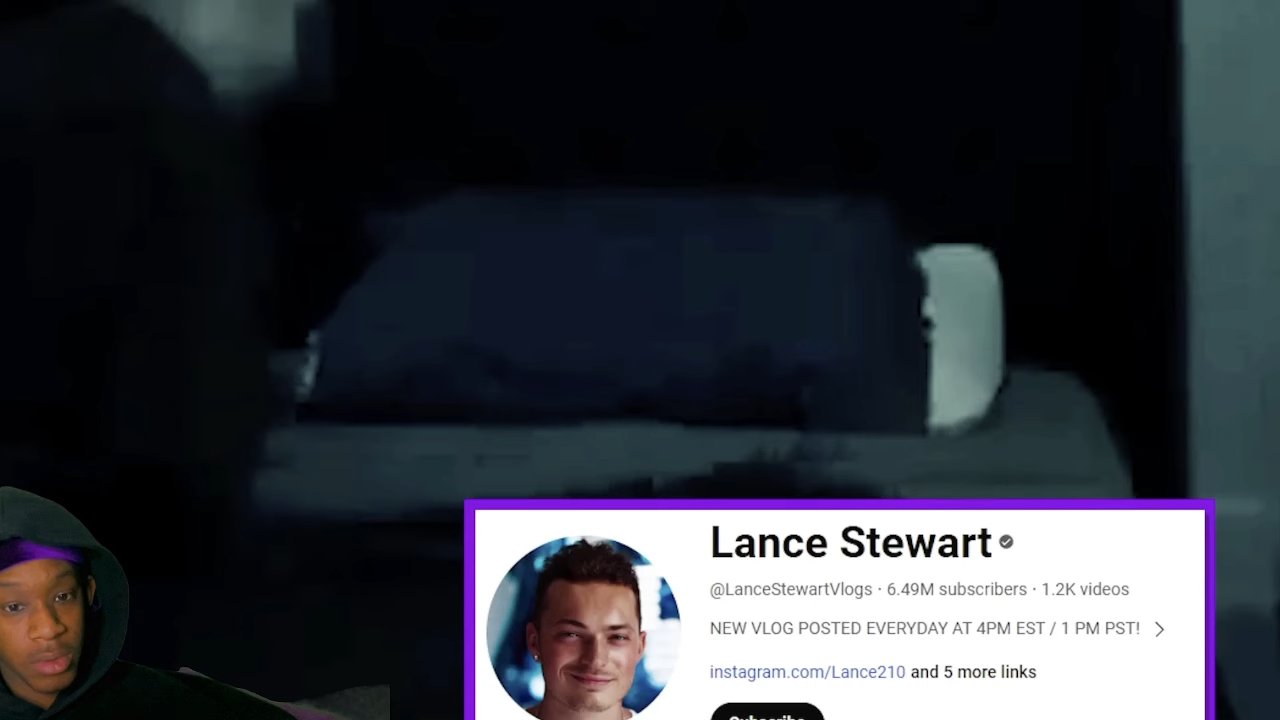 Lance Stewart
@LanceStewartVlogs · 6.49M subscribers · 1.2K videos
NEW VLOG POSTED EVERYDAY AT 4PM EST / 1 PM PST!
instagram.com/Lance210 and 5 more links
Subscribe